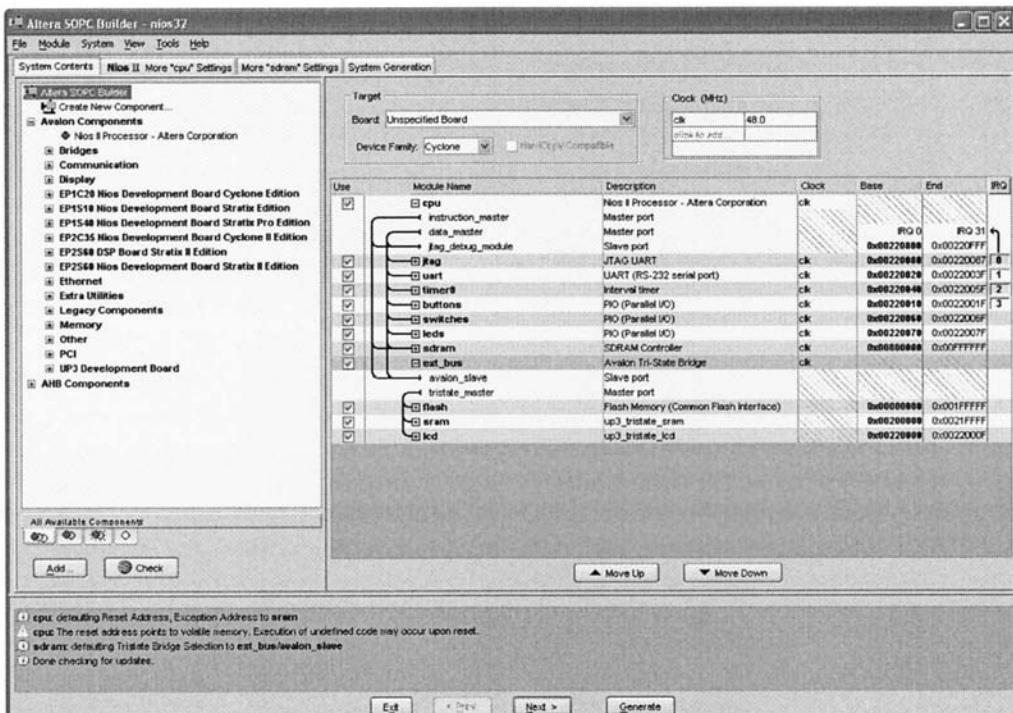 Altera SOPC Builder - nios32
File Module System View Tools Help
System Contents Nios II More "cpu" Settings More "sdram" Settings System Generation
Altera SOPC Builder
Create New Component...
Avalon Components
Nios II Processor - Altera Corporation
Bridges
Communication
Display
EP1C20 Nios Development Board Cyclone Edition
EP1S10 Nios Development Board Stratix Edition
EP1S40 Nios Development Board Stratix Pro Edition
EP2C35 Nios Development Board Cyclone II Edition
EP2S60 DSP Board Stratix II Edition
EP2S60 Nios Development Board Stratix II Edition
Ethernet
Extra Utilities
Legacy Components
Memory
Other
PCI
UP3 Development Board
AHB Components
All Available Components
Add... Check
Target
Board: Unspecified Board
Device Family: Cyclone HardCopy Compatible
Clock (MHz)
clk 48.0
click to add...
Use Module Name Description Clock Base End IRQ
cpu Nios II Processor - Altera Corporation clk
instruction_master Master port
data_master Master port IRQ 0 IRQ 31
jtag_debug_module Slave port 0x00220800 0x00220FFF
jtag JTAG UART clk 0x00220080 0x00220087 0
uart UART (RS-232 serial port) clk 0x00220020 0x0022003F 1
timer0 Interval timer clk 0x00220040 0x0022005F 2
buttons PIO (Parallel I/O) clk 0x00220010 0x0022001F 3
switches PIO (Parallel I/O) clk 0x00220060 0x0022006F
leds PIO (Parallel I/O) clk 0x00220070 0x0022007F
sdram SDRAM Controller clk 0x00800000 0x00FFFFFF
ext_bus Avalon Tri-State Bridge clk
avalon_slave Slave port
tristate_master Master port
flash Flash Memory (Common Flash Interface) 0x00000000 0x001FFFFF
sram up3_tristate_sram 0x00200000 0x0021FFFF
lcd up3_tristate_lcd 0x00220000 0x0022000F
Move Up Move Down
cpu: defaulting Reset Address, Exception Address to sram
cpu: The reset address points to volatile memory. Execution of undefined code may occur upon reset.
sdram: defaulting Tristate Bridge Selection to ext_bus/avalon_slave
Done checking for updates.
Exit < Prev Next > Generate